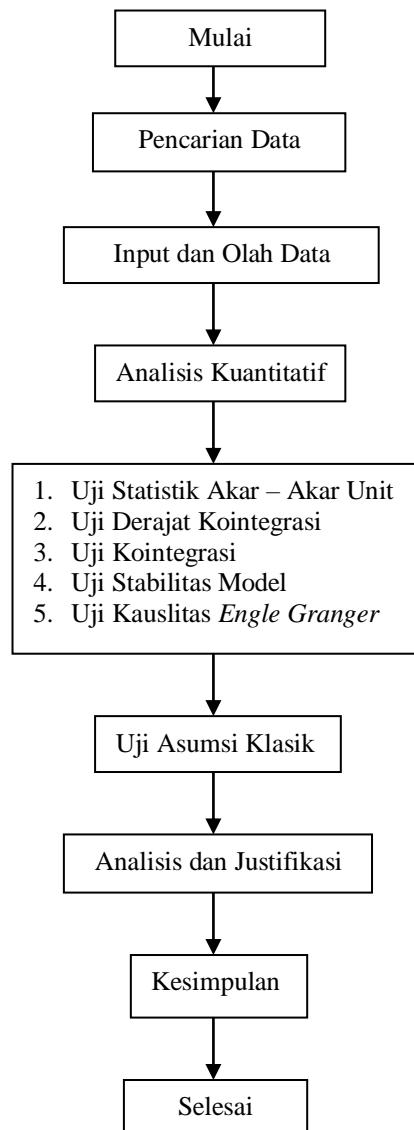 Mulai
Pencarian Data
Input dan Olah Data
Analisis Kuantitatif
1. Uji Statistik Akar – Akar Unit
2. Uji Derajat Kointegrasi
3. Uji Kointegrasi
4. Uji Stabilitas Model
5. Uji Kauslitas Engle Granger
Uji Asumsi Klasik
Analisis dan Justifikasi
Kesimpulan
Selesai